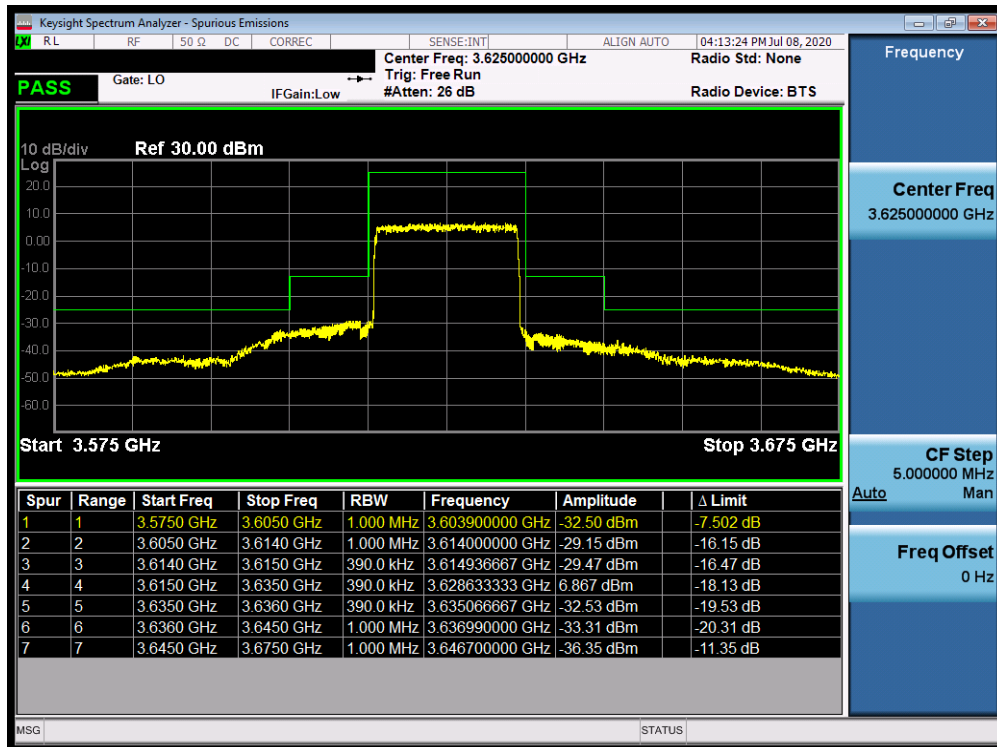 Keysight Spectrum Analyzer - Spurious Emissions
LXI RL RF 50 Ω DC CORREC SENSE:INT ALIGN AUTO 04:13:24 PM Jul 08, 2020
Center Freq: 3.625000000 GHz Radio Std: None
Trig: Free Run
PASS Gate: LO IFGain:Low #Atten: 26 dB Radio Device: BTS
10 dB/div Ref 30.00 dBm
Log
20.0
10.0
0.00
-10.0
-20.0
-30.0
-40.0
-50.0
-60.0
Start 3.575 GHz Stop 3.675 GHz
Spur Range Start Freq Stop Freq RBW Frequency Amplitude Δ Limit
1 1 3.5750 GHz 3.6050 GHz 1.000 MHz 3.603900000 GHz -32.50 dBm -7.502 dB
2 2 3.6050 GHz 3.6140 GHz 1.000 MHz 3.614000000 GHz -29.15 dBm -16.15 dB
3 3 3.6140 GHz 3.6150 GHz 390.0 kHz 3.614936667 GHz -29.47 dBm -16.47 dB
4 4 3.6150 GHz 3.6350 GHz 390.0 kHz 3.628633333 GHz 6.867 dBm -18.13 dB
5 5 3.6350 GHz 3.6360 GHz 390.0 kHz 3.635066667 GHz -32.53 dBm -19.53 dB
6 6 3.6360 GHz 3.6450 GHz 1.000 MHz 3.636990000 GHz -33.31 dBm -20.31 dB
7 7 3.6450 GHz 3.6750 GHz 1.000 MHz 3.646700000 GHz -36.35 dBm -11.35 dB
MSG STATUS
Frequency
Center Freq
3.625000000 GHz
CF Step
5.000000 MHz
Auto Man
Freq Offset
0 Hz